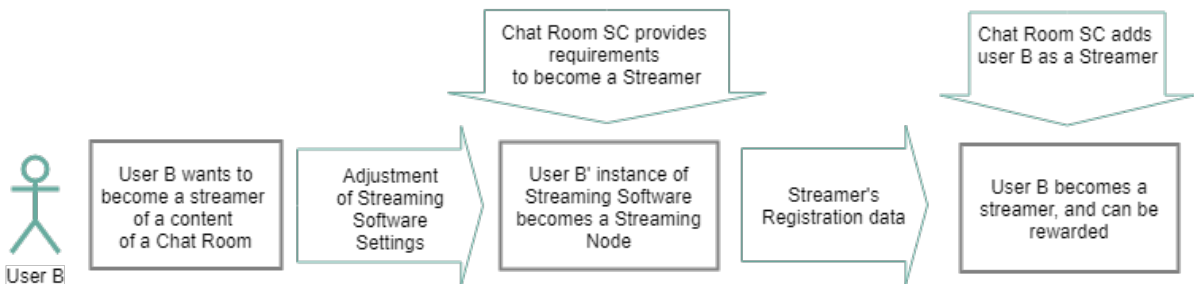 Chat Room SC provides
requirements
to become a Streamer
Chat Room SC adds
user B as a Streamer
User B wants to
become a streamer
of a content
of a Chat Room
Adjustment
of Streaming
Software
Settings
User B' instance of
Streaming Software
becomes a Streaming
Node
Streamer's
Registration data
User B becomes a
streamer, and can be
rewarded
User B